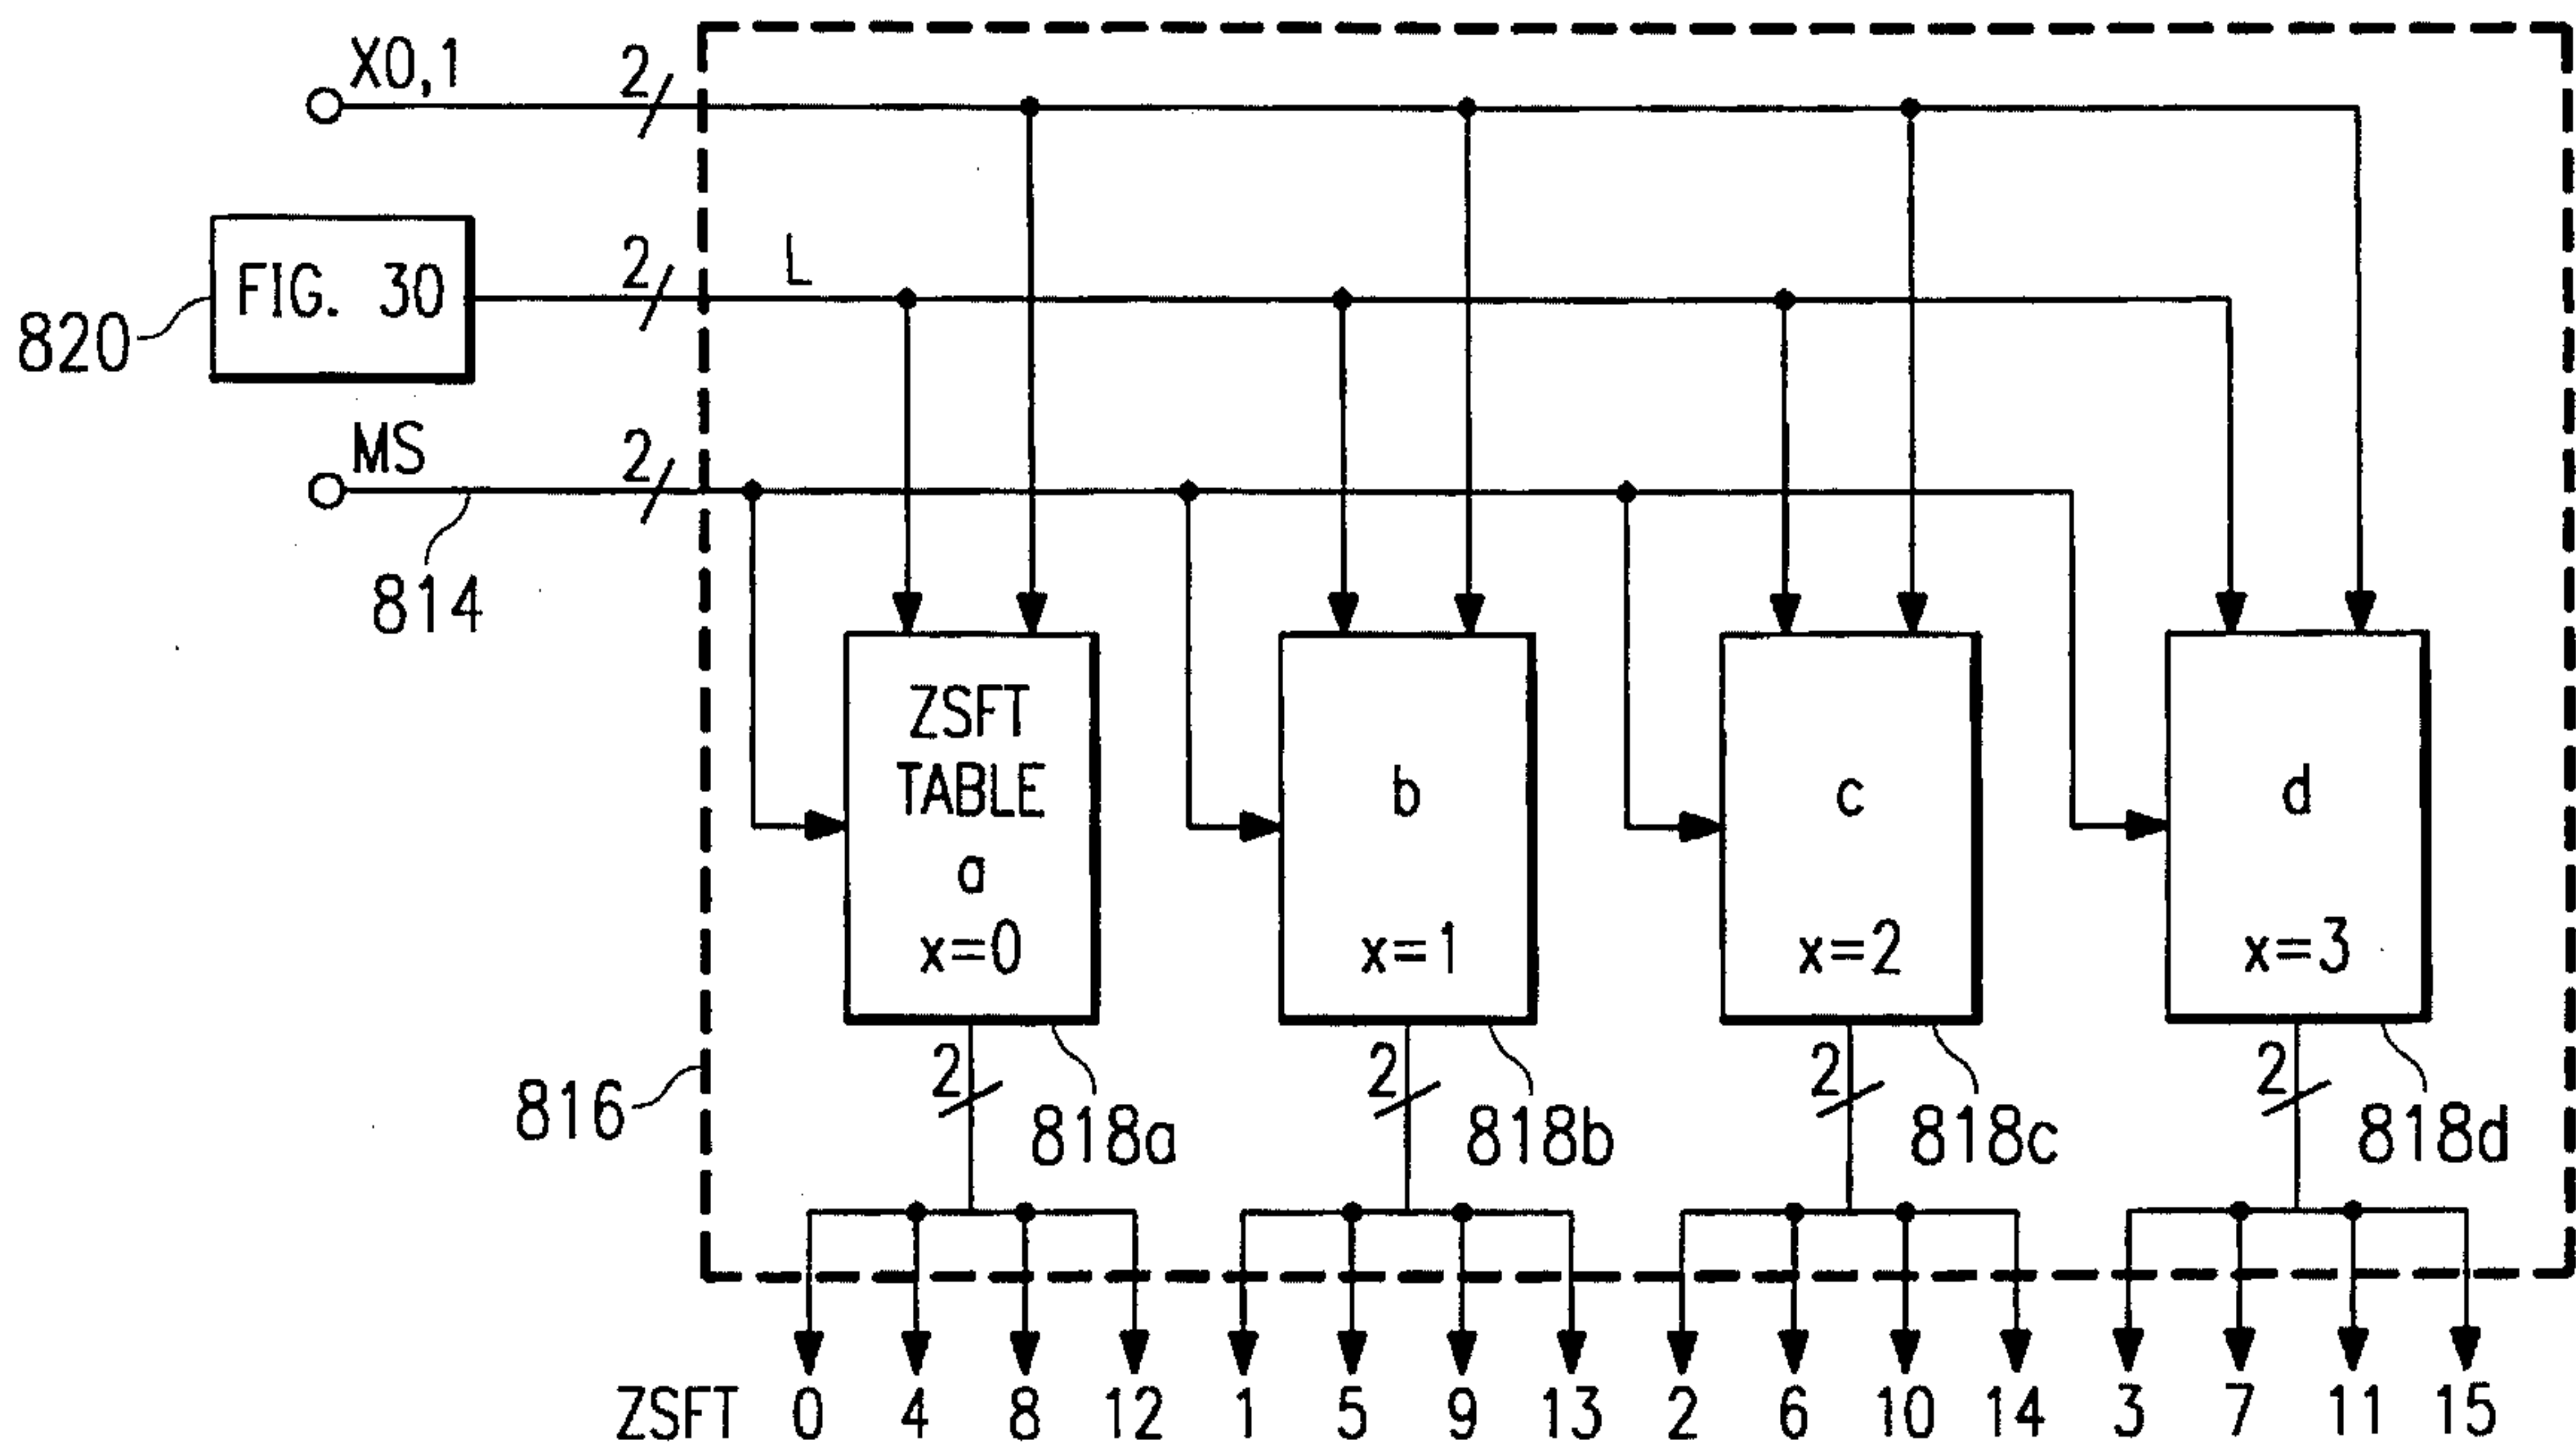 X0,1
2
FIG. 30
2
L
820
MS
2
814
ZSFT
TABLE
a
x=0
b
x=1
c
x=2
d
x=3
816
2
818a
2
818b
2
818c
2
818d
ZSFT 0 4 8 12 1 5 9 13 2 6 10 14 3 7 11 15